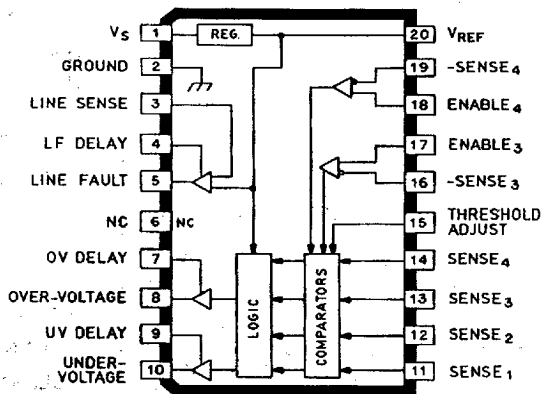 VS 1 REG. 20 VREF
GROUND 2 19 -SENSE4
LINE SENSE 3 18 ENABLE4
LF DELAY 4 17 ENABLE3
LINE FAULT 5 16 -SENSE3
NC 6 NC 15 THRESHOLD
ADJUST
OV DELAY 7 14 SENSE4
OVER-VOLTAGE 8 13 SENSE3
UV DELAY 9 12 SENSE2
UNDER-
VOLTAGE 10 11 SENSE1
LOGIC
COMPARATORS